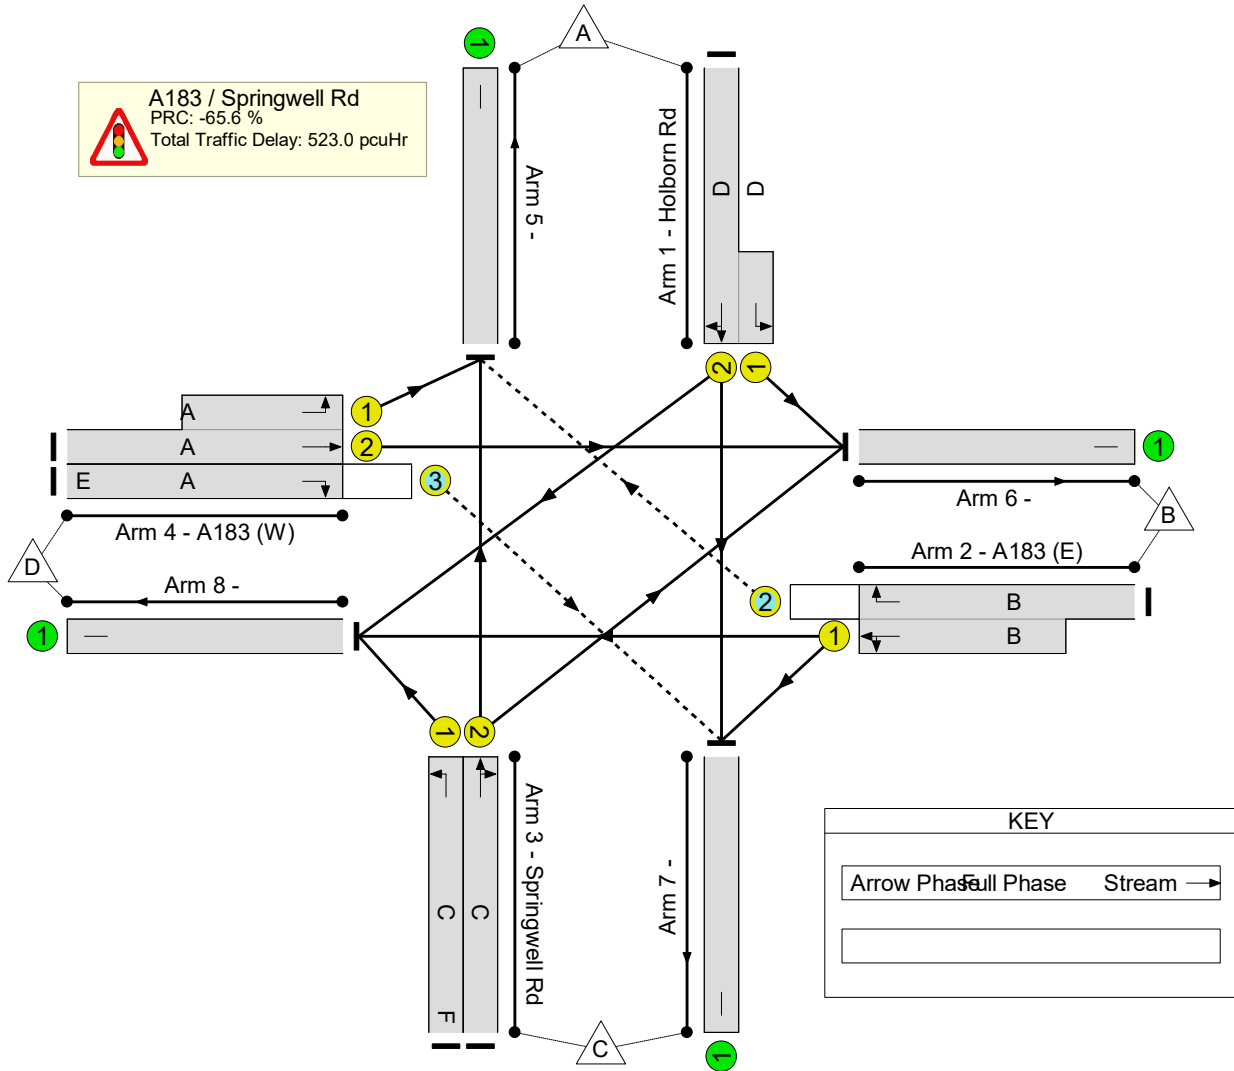 A
1
A183 / Springwell Rd
PRC: -65.6 %
Total Traffic Delay: 523.0 pcuHr
Arm 5 -
Arm 1 - Holborn Rd
D
D
2
1
A
1
A
2
E
A
3
Arm 4 - A183 (W)
D
Arm 8 -
1
1
Arm 6 -
B
Arm 2 - A183 (E)
2
B
1
B
1
2
C
C
F
Arm 3 - Springwell Rd
Arm 7 -
C
1
KEY
Arrow Phase
Full Phase
Stream